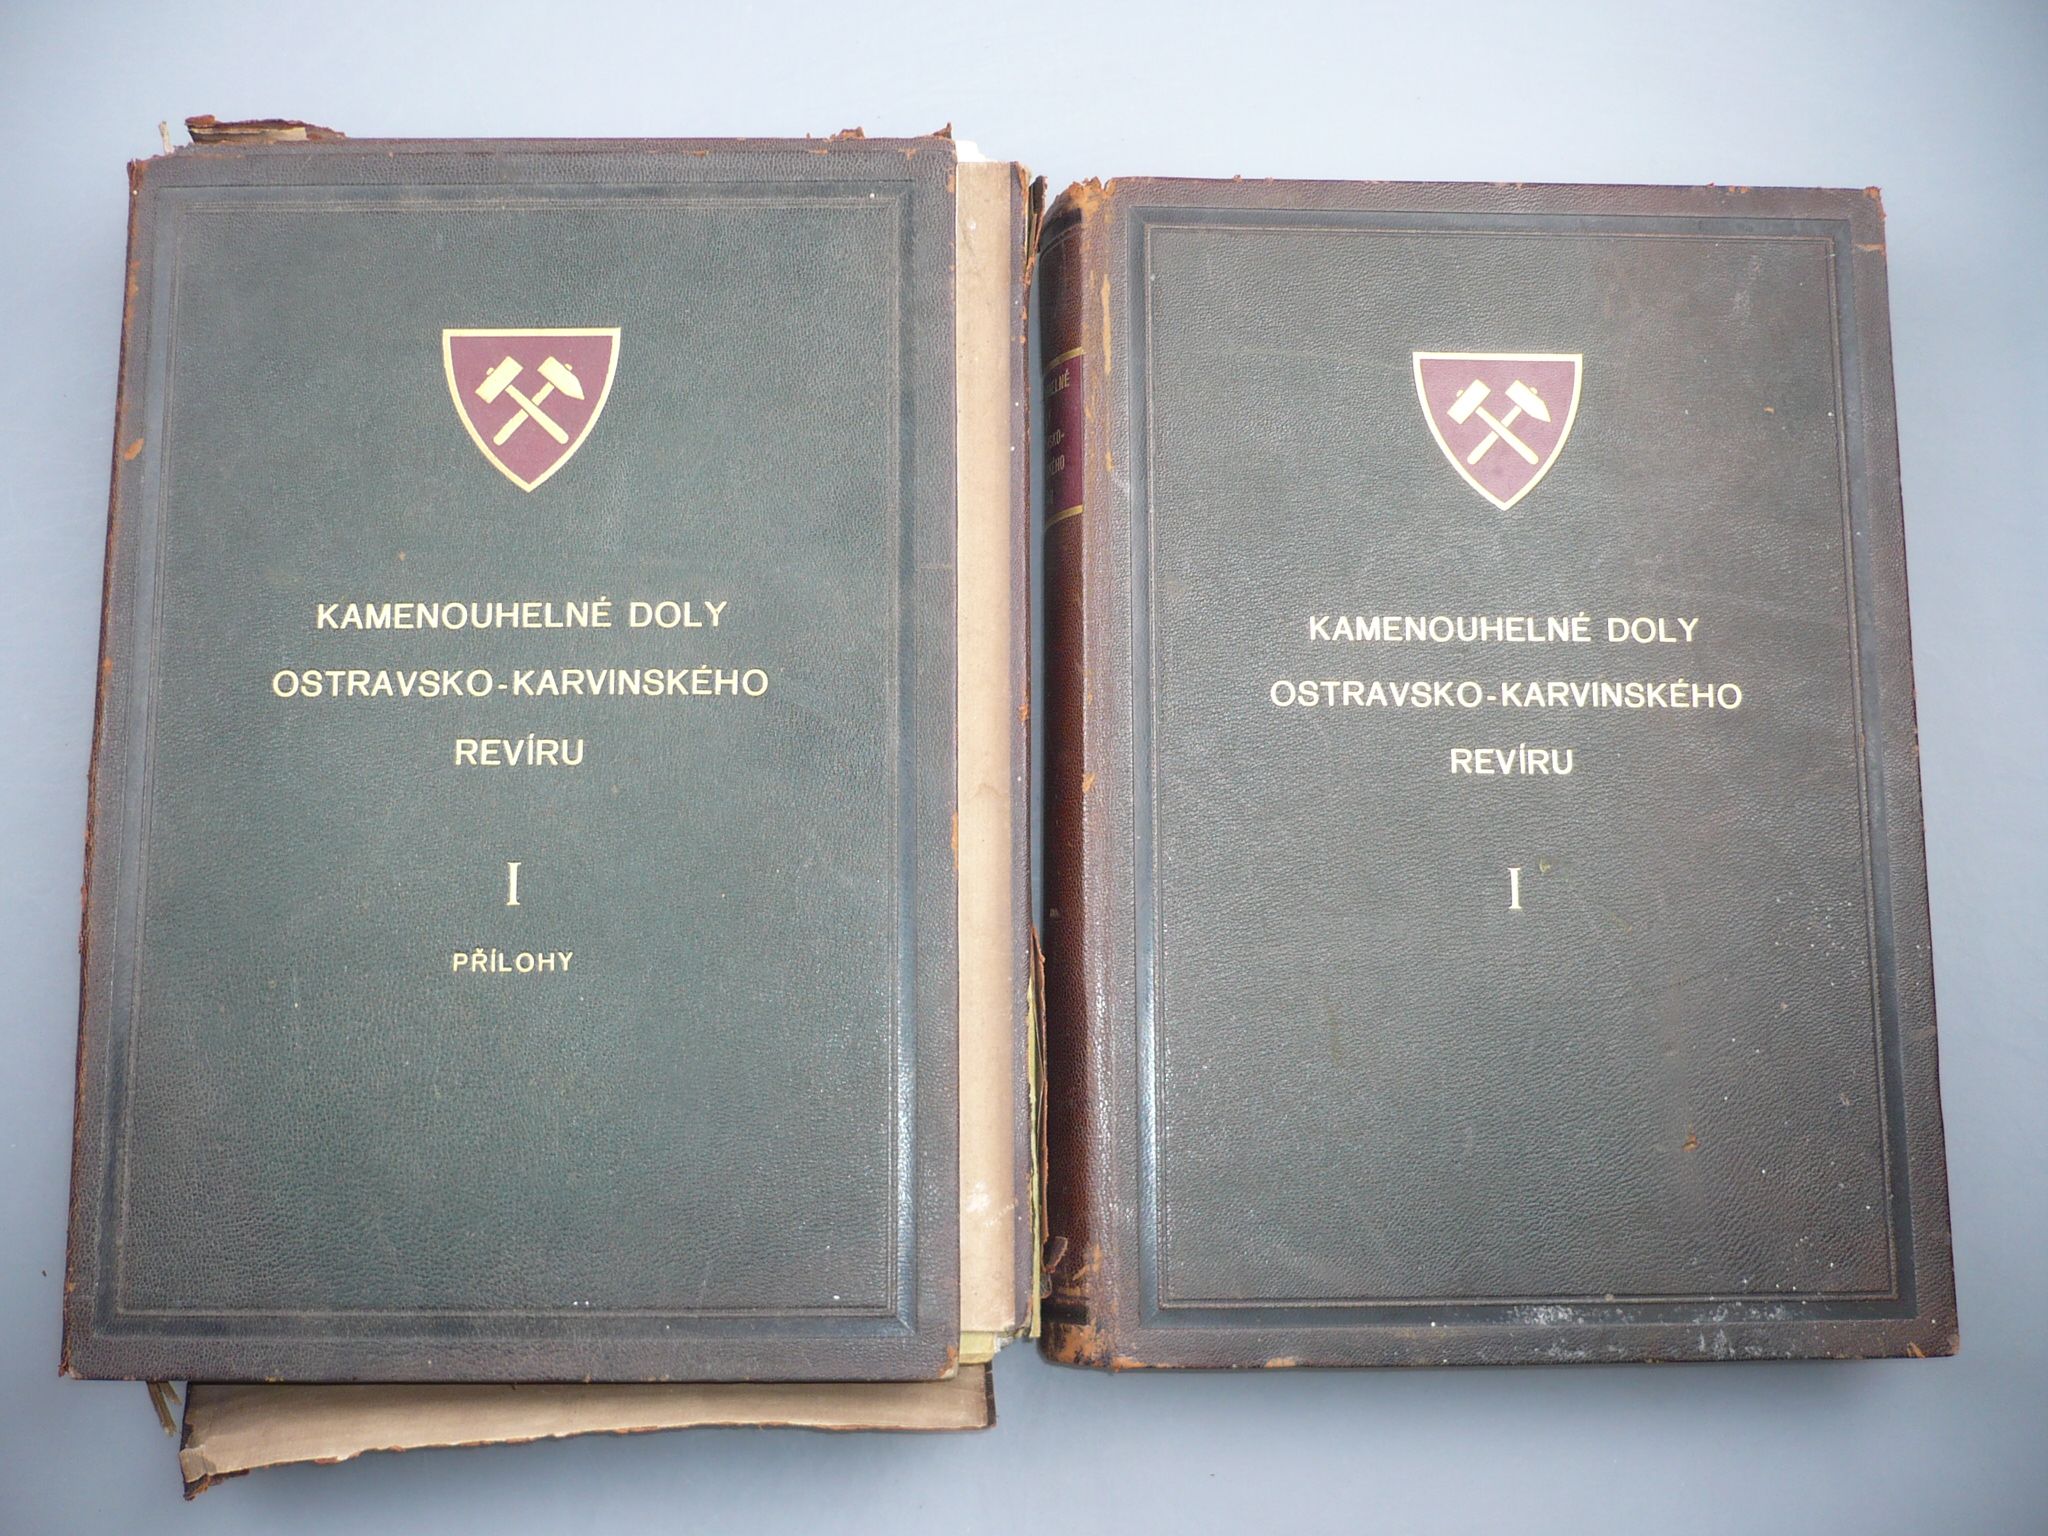 KAMENOUHELNÉ DOLY
OSTRAVSKO-KARVINSKÉHO
REVÍRU
I
PŘÍLOHY
KAMENOUHELNÉ DOLY
OSTRAVSKO-KARVINSKÉHO
REVÍRU
I